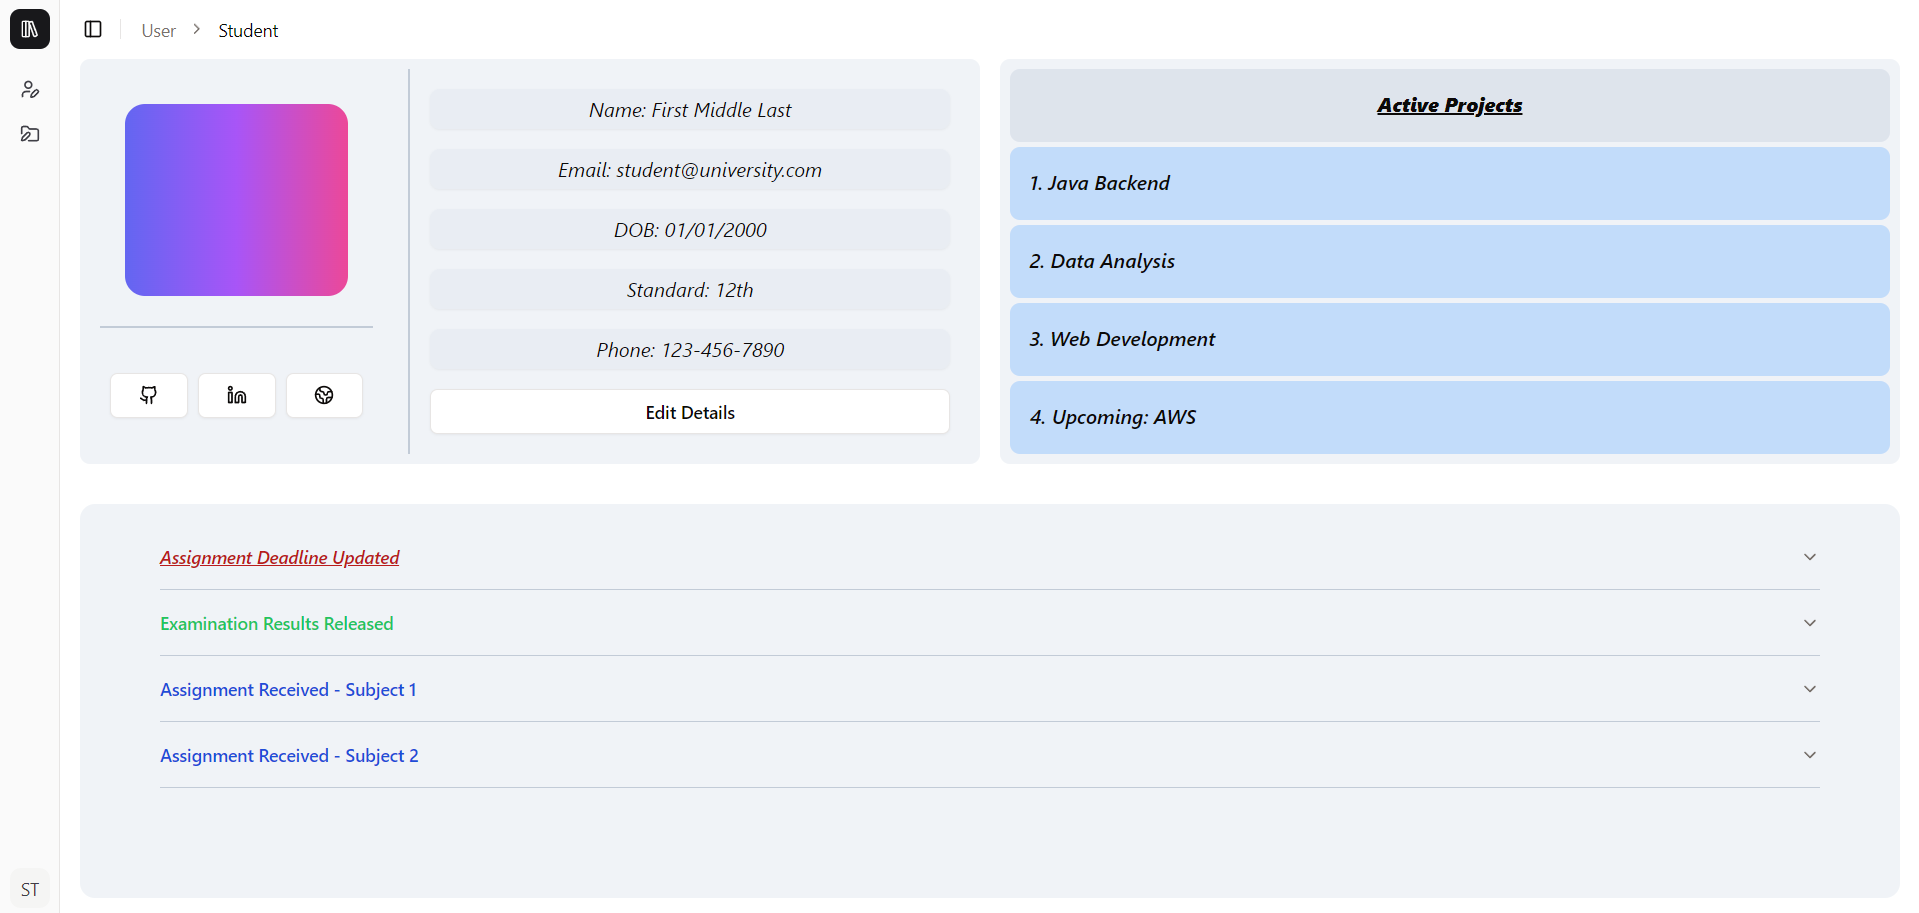 User > Student
Name: First Middle Last
Email: student@university.com
DOB: 01/01/2000
Standard: 12th
Phone: 123-456-7890
Edit Details
Active Projects
1. Java Backend
2. Data Analysis
3. Web Development
4. Upcoming: AWS
Assignment Deadline Updated
Examination Results Released
Assignment Received - Subject 1
Assignment Received - Subject 2
ST